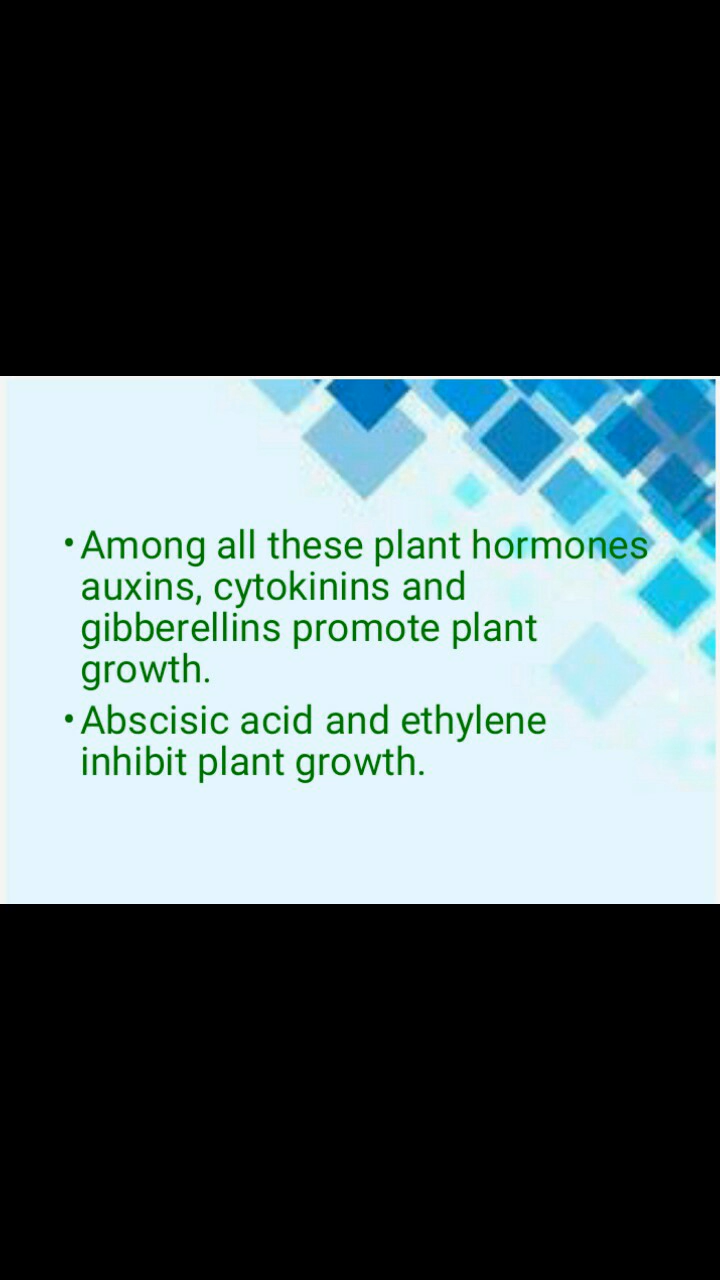 •Among all these plant hormones
auxins, cytokinins and
gibberellins promote plant
growth.
•Abscisic acid and ethylene
inhibit plant growth.